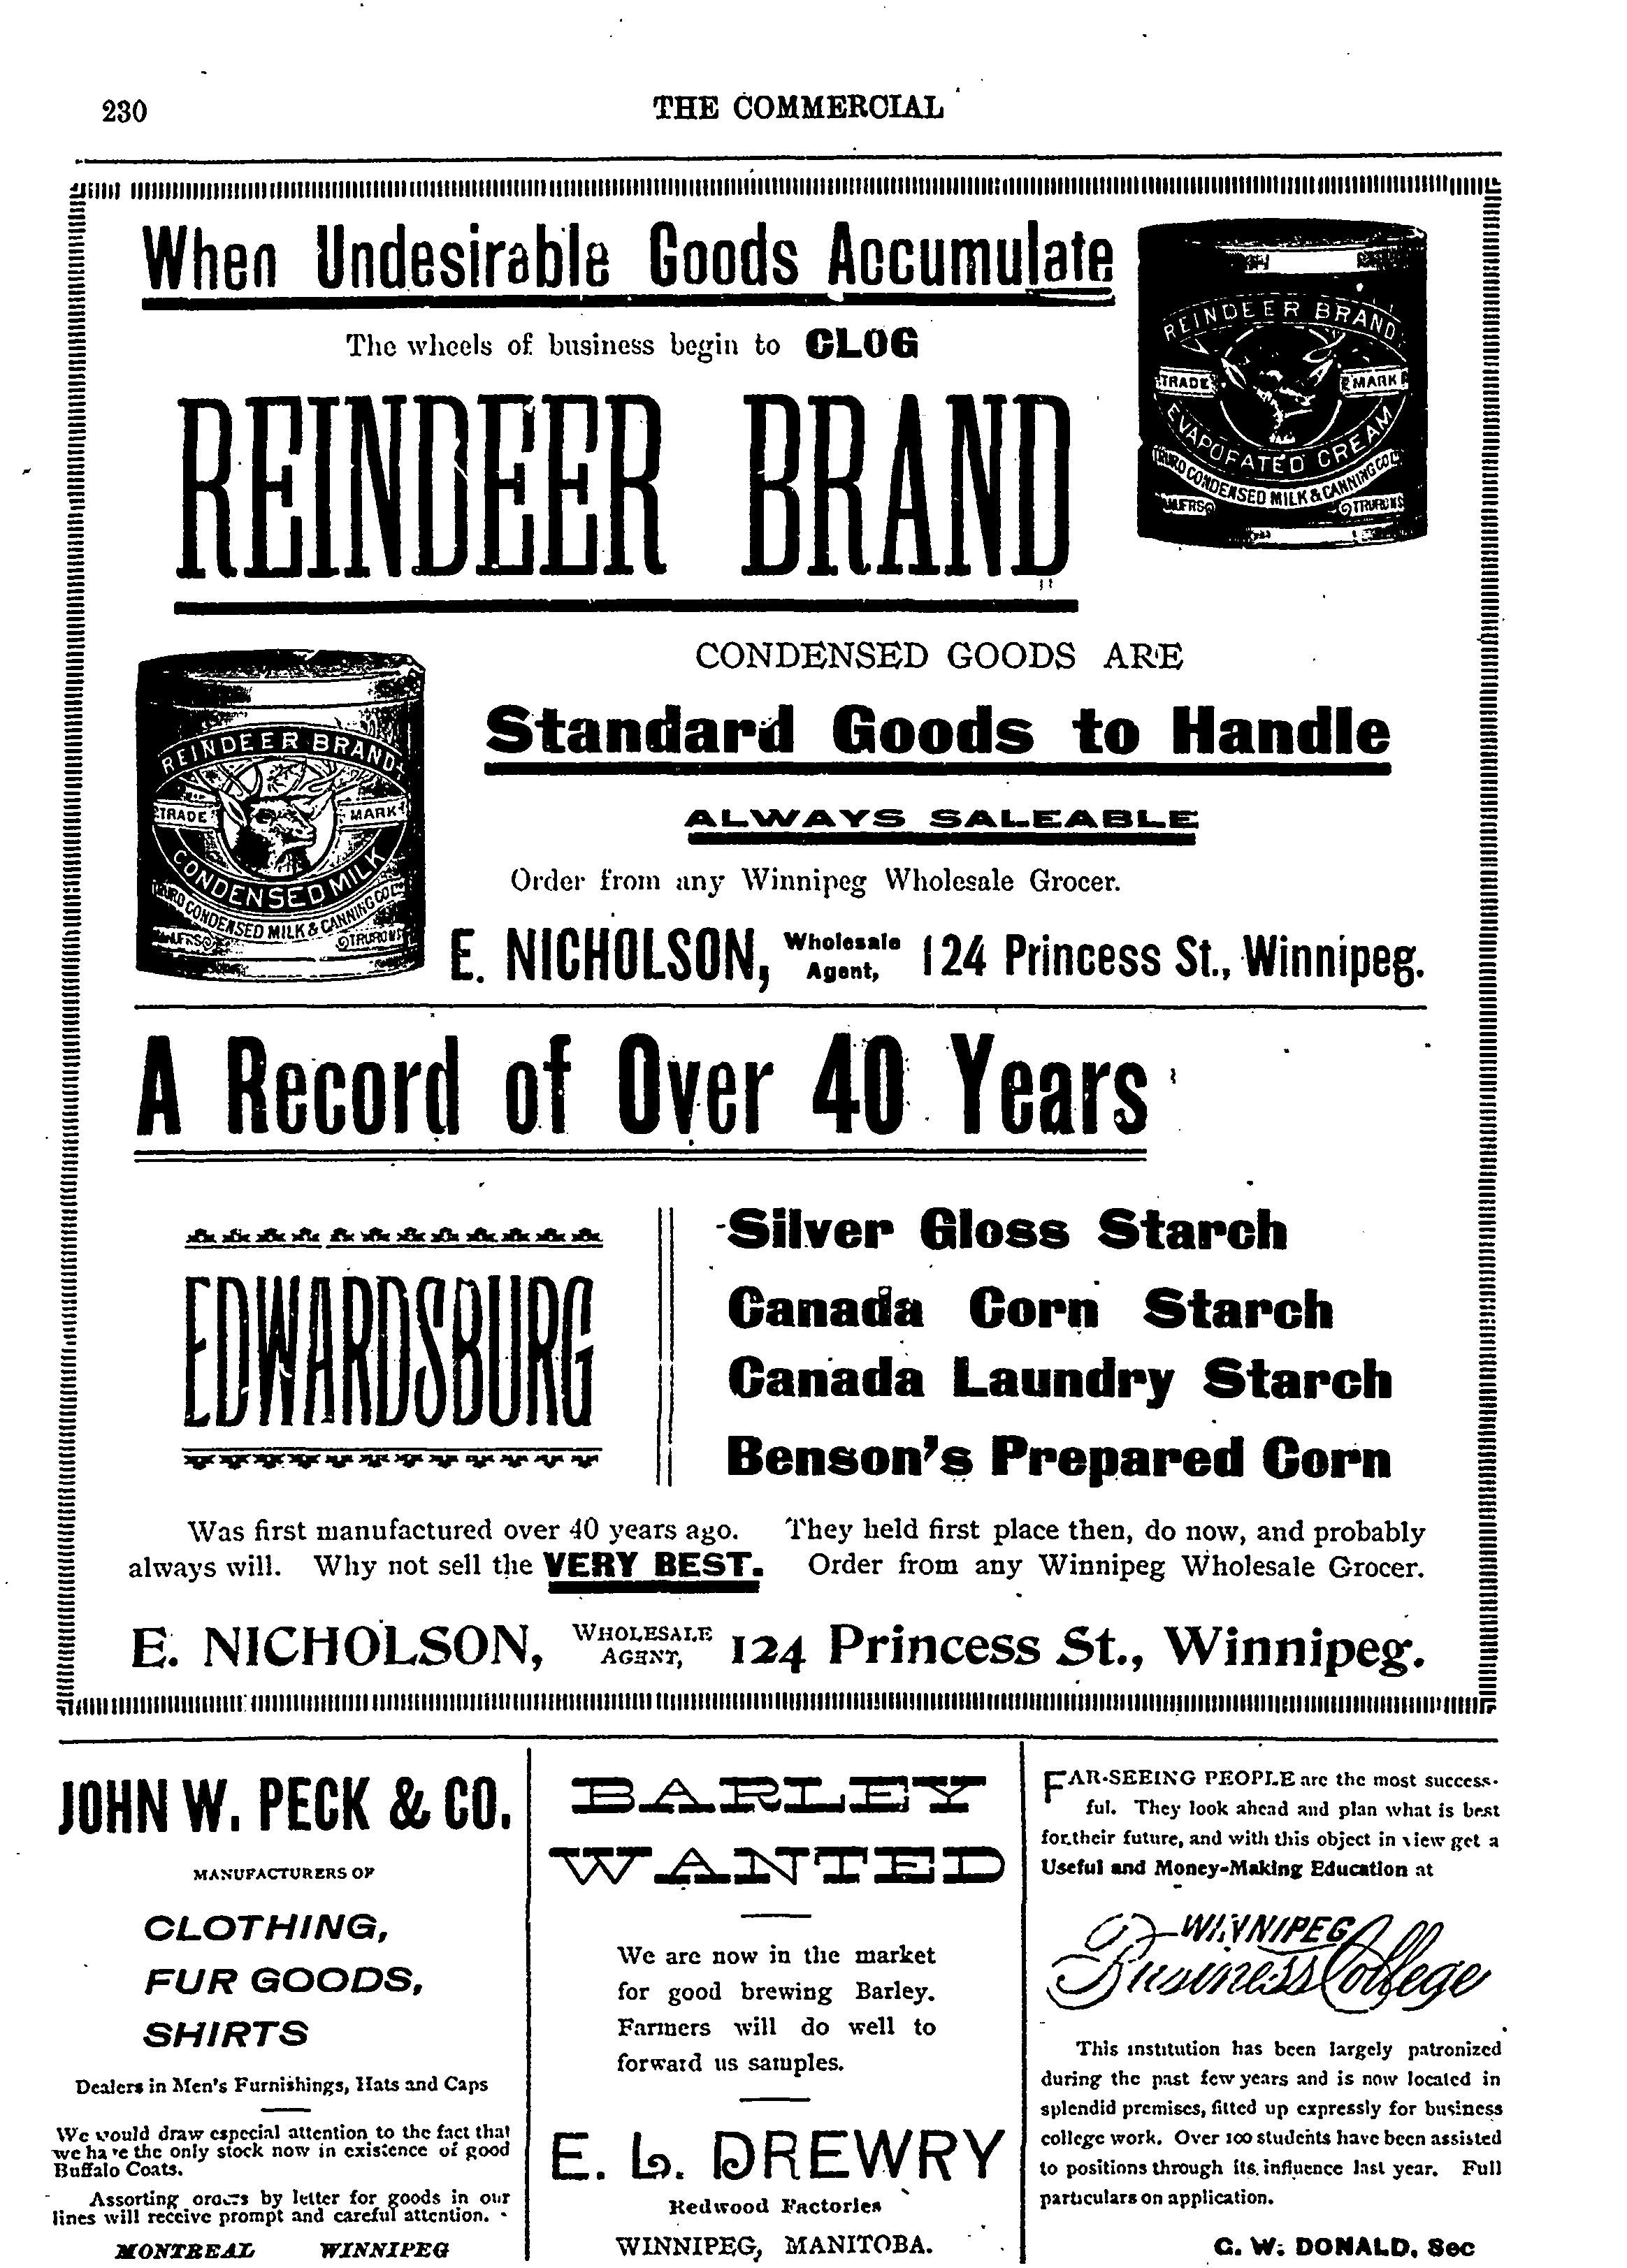 230
THE COMMERCIAL
When Undesirable Goods Accumulate
The wheels of business begin to CLOG
REINDEER BRAND
REINDEER BRAND
TRADE MARK
EVAPORATED CREAM
TRURO CONDENSED MILK & CANNING CO LD
CONDENSED GOODS ARE
Standard Goods to Handle
ALWAYS SALEABLE
REINDEER BRAND
TRADE MARK
CONDENSED MILK
TRURO CONDENSED MILK & CANNING CO LD
Order from any Winnipeg Wholesale Grocer.
E. NICHOLSON, Wholesale Agent, 124 Princess St., Winnipeg.
A Record of Over 40 Years
EDWARDSBURG
Silver Gloss Starch
Canada Corn Starch
Canada Laundry Starch
Benson's Prepared Corn
Was first manufactured over 40 years ago. They held first place then, do now, and probably
always will. Why not sell the VERY BEST. Order from any Winnipeg Wholesale Grocer.
E. NICHOLSON, WHOLESALE AGENT, 124 Princess St., Winnipeg.
JOHN W. PECK & CO.
MANUFACTURERS OF
CLOTHING,
FUR GOODS,
SHIRTS
Dealers in Men's Furnishings, Hats and Caps
We would draw especial attention to the fact that
we have the only stock now in existence of good
Buffalo Coats.
Assorting orders by letter for goods in our
lines will receive prompt and careful attention.
MONTREAL WINNIPEG
BARLEY
WANTED
We are now in the market
for good brewing Barley.
Farmers will do well to
forward us samples.
E. L. DREWRY
Redwood Factories
WINNIPEG, MANITOBA.
FAR-SEEING PEOPLE are the most success-
ful. They look ahead and plan what is best
for their future, and with this object in view get a
Useful and Money-Making Education at
WINNIPEG
Business College
This institution has been largely patronized
during the past few years and is now located in
splendid premises, fitted up expressly for business
college work. Over 100 students have been assisted
to positions through its influence last year. Full
particulars on application.
C. W. DONALD, Sec